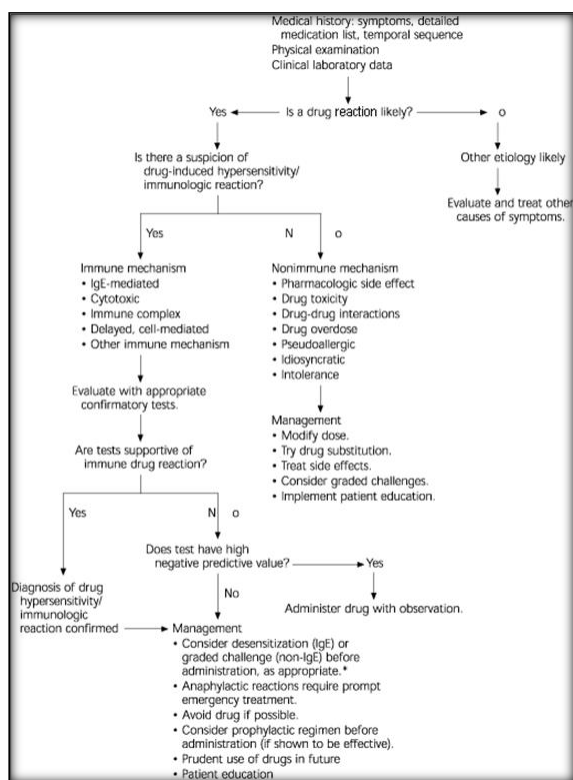 Medical history: symptoms, detailed
medication list, temporal sequence
Physical examination
Clinical laboratory data
Yes
Is a drug reaction likely?
o
Is there a suspicion of
drug-induced hypersensitivity/
immunologic reaction?
Other etiology likely
Evaluate and treat other
causes of symptoms.
Yes
N o
Immune mechanism
• IgE-mediated
• Cytotoxic
• Immune complex
• Delayed, cell-mediated
• Other immune mechanism
Nonimmune mechanism
• Pharmacologic side effect
• Drug toxicity
• Drug-drug interactions
• Drug overdose
• Pseudoallergic
• Idiosyncratic
• Intolerance
Evaluate with appropriate
confirmatory tests.
Management
• Modify dose.
• Try drug substitution.
• Treat side effects.
• Consider graded challenges.
• Implement patient education.
Are tests supportive of
immune drug reaction?
Yes
N o
Does test have high
negative predictive value?
Yes
No
Administer drug with observation.
Diagnosis of drug
hypersensitivity/
immunologic
reaction confirmed
Management
• Consider desensitization (IgE) or
graded challenge (non-IgE) before
administration, as appropriate.*
• Anaphylactic reactions require prompt
emergency treatment.
• Avoid drug if possible.
• Consider prophylactic regimen before
administration (if shown to be effective).
• Prudent use of drugs in future
• Patient education